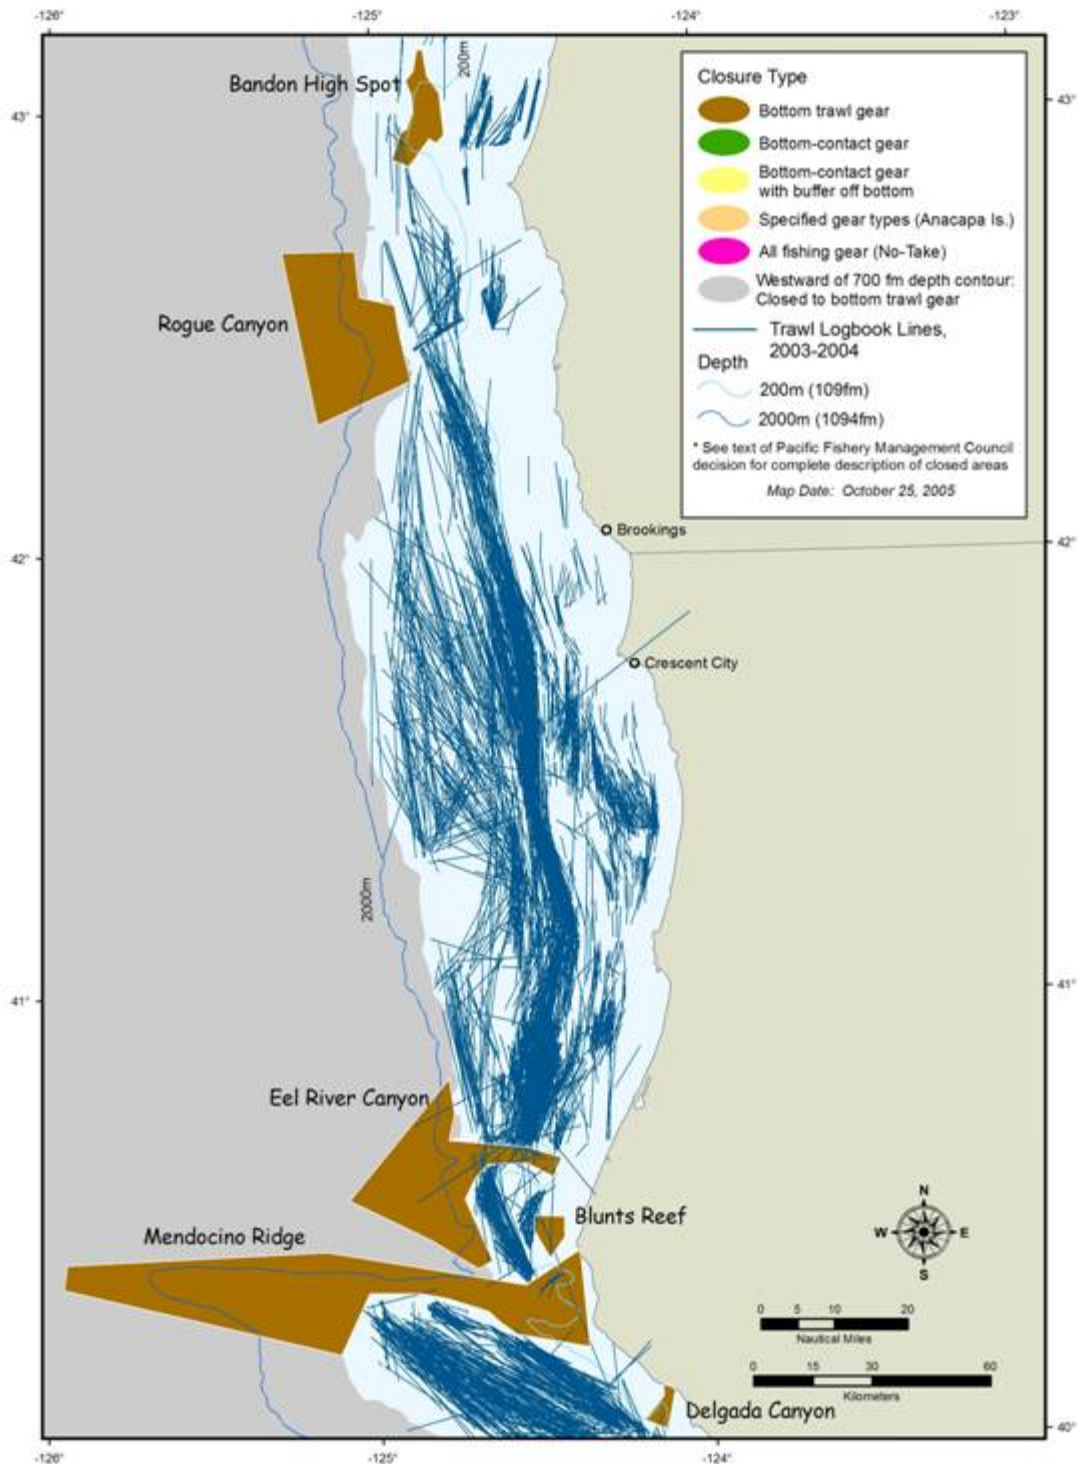 -126°
-125°
-124°
-123°
Bandon High Spot
200m
43°
43°
Closure Type
Bottom trawl gear
Bottom-contact gear
Bottom-contact gear
with buffer off bottom
Specified gear types (Anacapa Is.)
All fishing gear (No-Take)
Westward of 700 fm depth contour:
Closed to bottom trawl gear
Trawl Logbook Lines,
2003-2004
Depth
200m (109fm)
2000m (1094fm)
* See text of Pacific Fishery Management Council
decision for complete description of closed areas
Map Date: October 25, 2005
Rogue Canyon
Brookings
42°
42°
Crescent City
2000m
41°
41°
Eel River Canyon
Blunts Reef
Mendocino Ridge
N
W
E
S
0 5 10 20
Nautical Miles
0 15 30 60
Kilometers
Delgada Canyon
40°
-126°
-125°
-124°